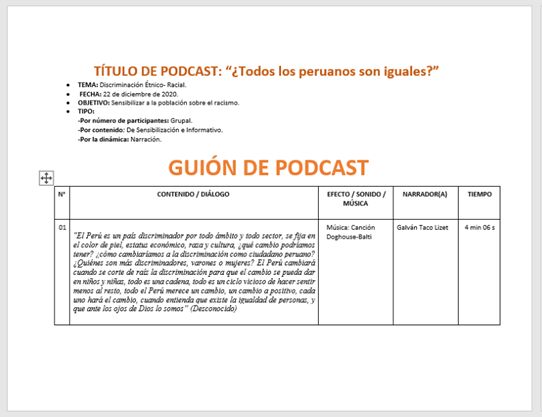 TÍTULO DE PODCAST: “¿Todos los peruanos son iguales?”
• TEMA: Discriminación Étnico- Racial.
• FECHA: 22 de diciembre de 2020.
• OBJETIVO: Sensibilizar a la población sobre el racismo.
• TIPO:
-Por número de participantes: Grupal.
-Por contenido: De Sensibilización e Informativo.
-Por la dinámica: Narración.
GUIÓN DE PODCAST
N° CONTENIDO / DIÁLOGO EFECTO / SONIDO / MÚSICA NARRADOR(A) TIEMPO
01
“El Perú es un país discriminador por todo ámbito y todo sector, se fija en
el color de piel, estatus económico, raza y cultura, ¿qué cambio podríamos
tener? ¿cómo cambiaríamos a la discriminación como ciudadano peruano?
¿Quiénes son más discriminadores, varones o mujeres? El Perú cambiará
cuando se corte de raíz la discriminación para que el cambio se pueda dar
en niños y niñas, todo es una cadena, todo es un ciclo vicioso de hacer sentir
menos al resto, todo el Perú merece un cambio, un cambio a positivo, cada
uno hará el cambio, cuando entienda que existe la igualdad de personas, y
que ante los ojos de Dios lo somos” (Desconocido)
Música: Canción
Doghouse-Balti
Galván Taco Lizet
4 min 06 s